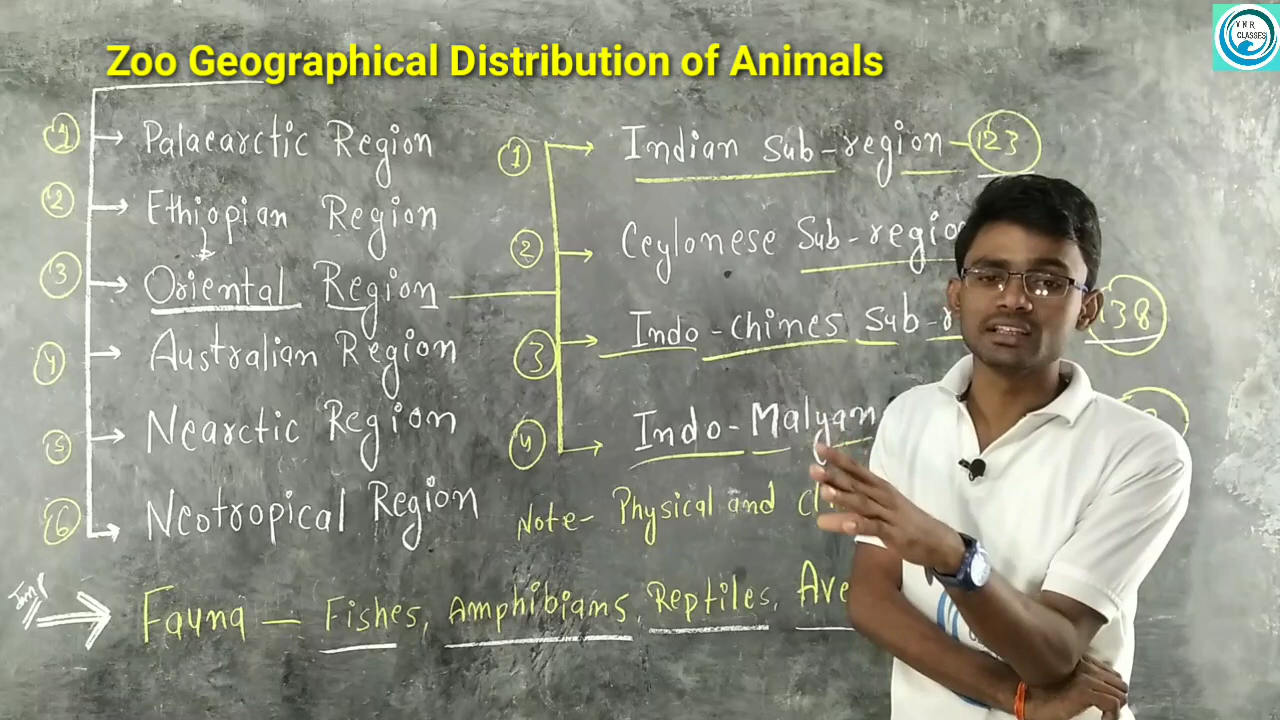 Zoo Geographical Distribution of Animals
VKR
CLASSES
1 Palaearctic Region
2 Ethiopian Region
3 Oriental Region
4 Australian Region
5 Nearctic Region
6 Neotropical Region
1 Indian Sub-region - 123
2 Ceylonese Sub-regio
3 Indo-Chines Sub-r 138
4 Indo-Malyan
Note- Physical and cl
Imp Fauna - Fishes, Amphibians, Reptiles, Ave